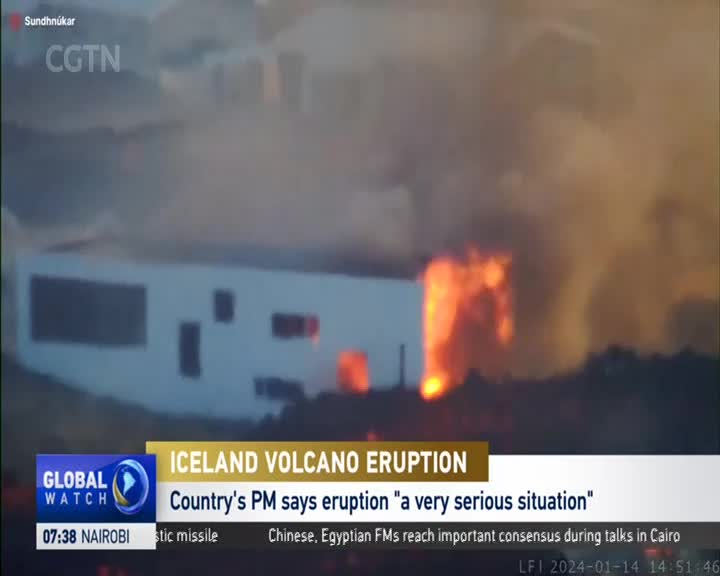 Sundhnúkar
CGTN
ICELAND VOLCANO ERUPTION
GLOBAL WATCH
Country's PM says eruption "a very serious situation"
07:38 NAIROBI
stic missile Chinese, Egyptian FMs reach important consensus during talks in Cairo
LFI 2024-01-14 14:51:46